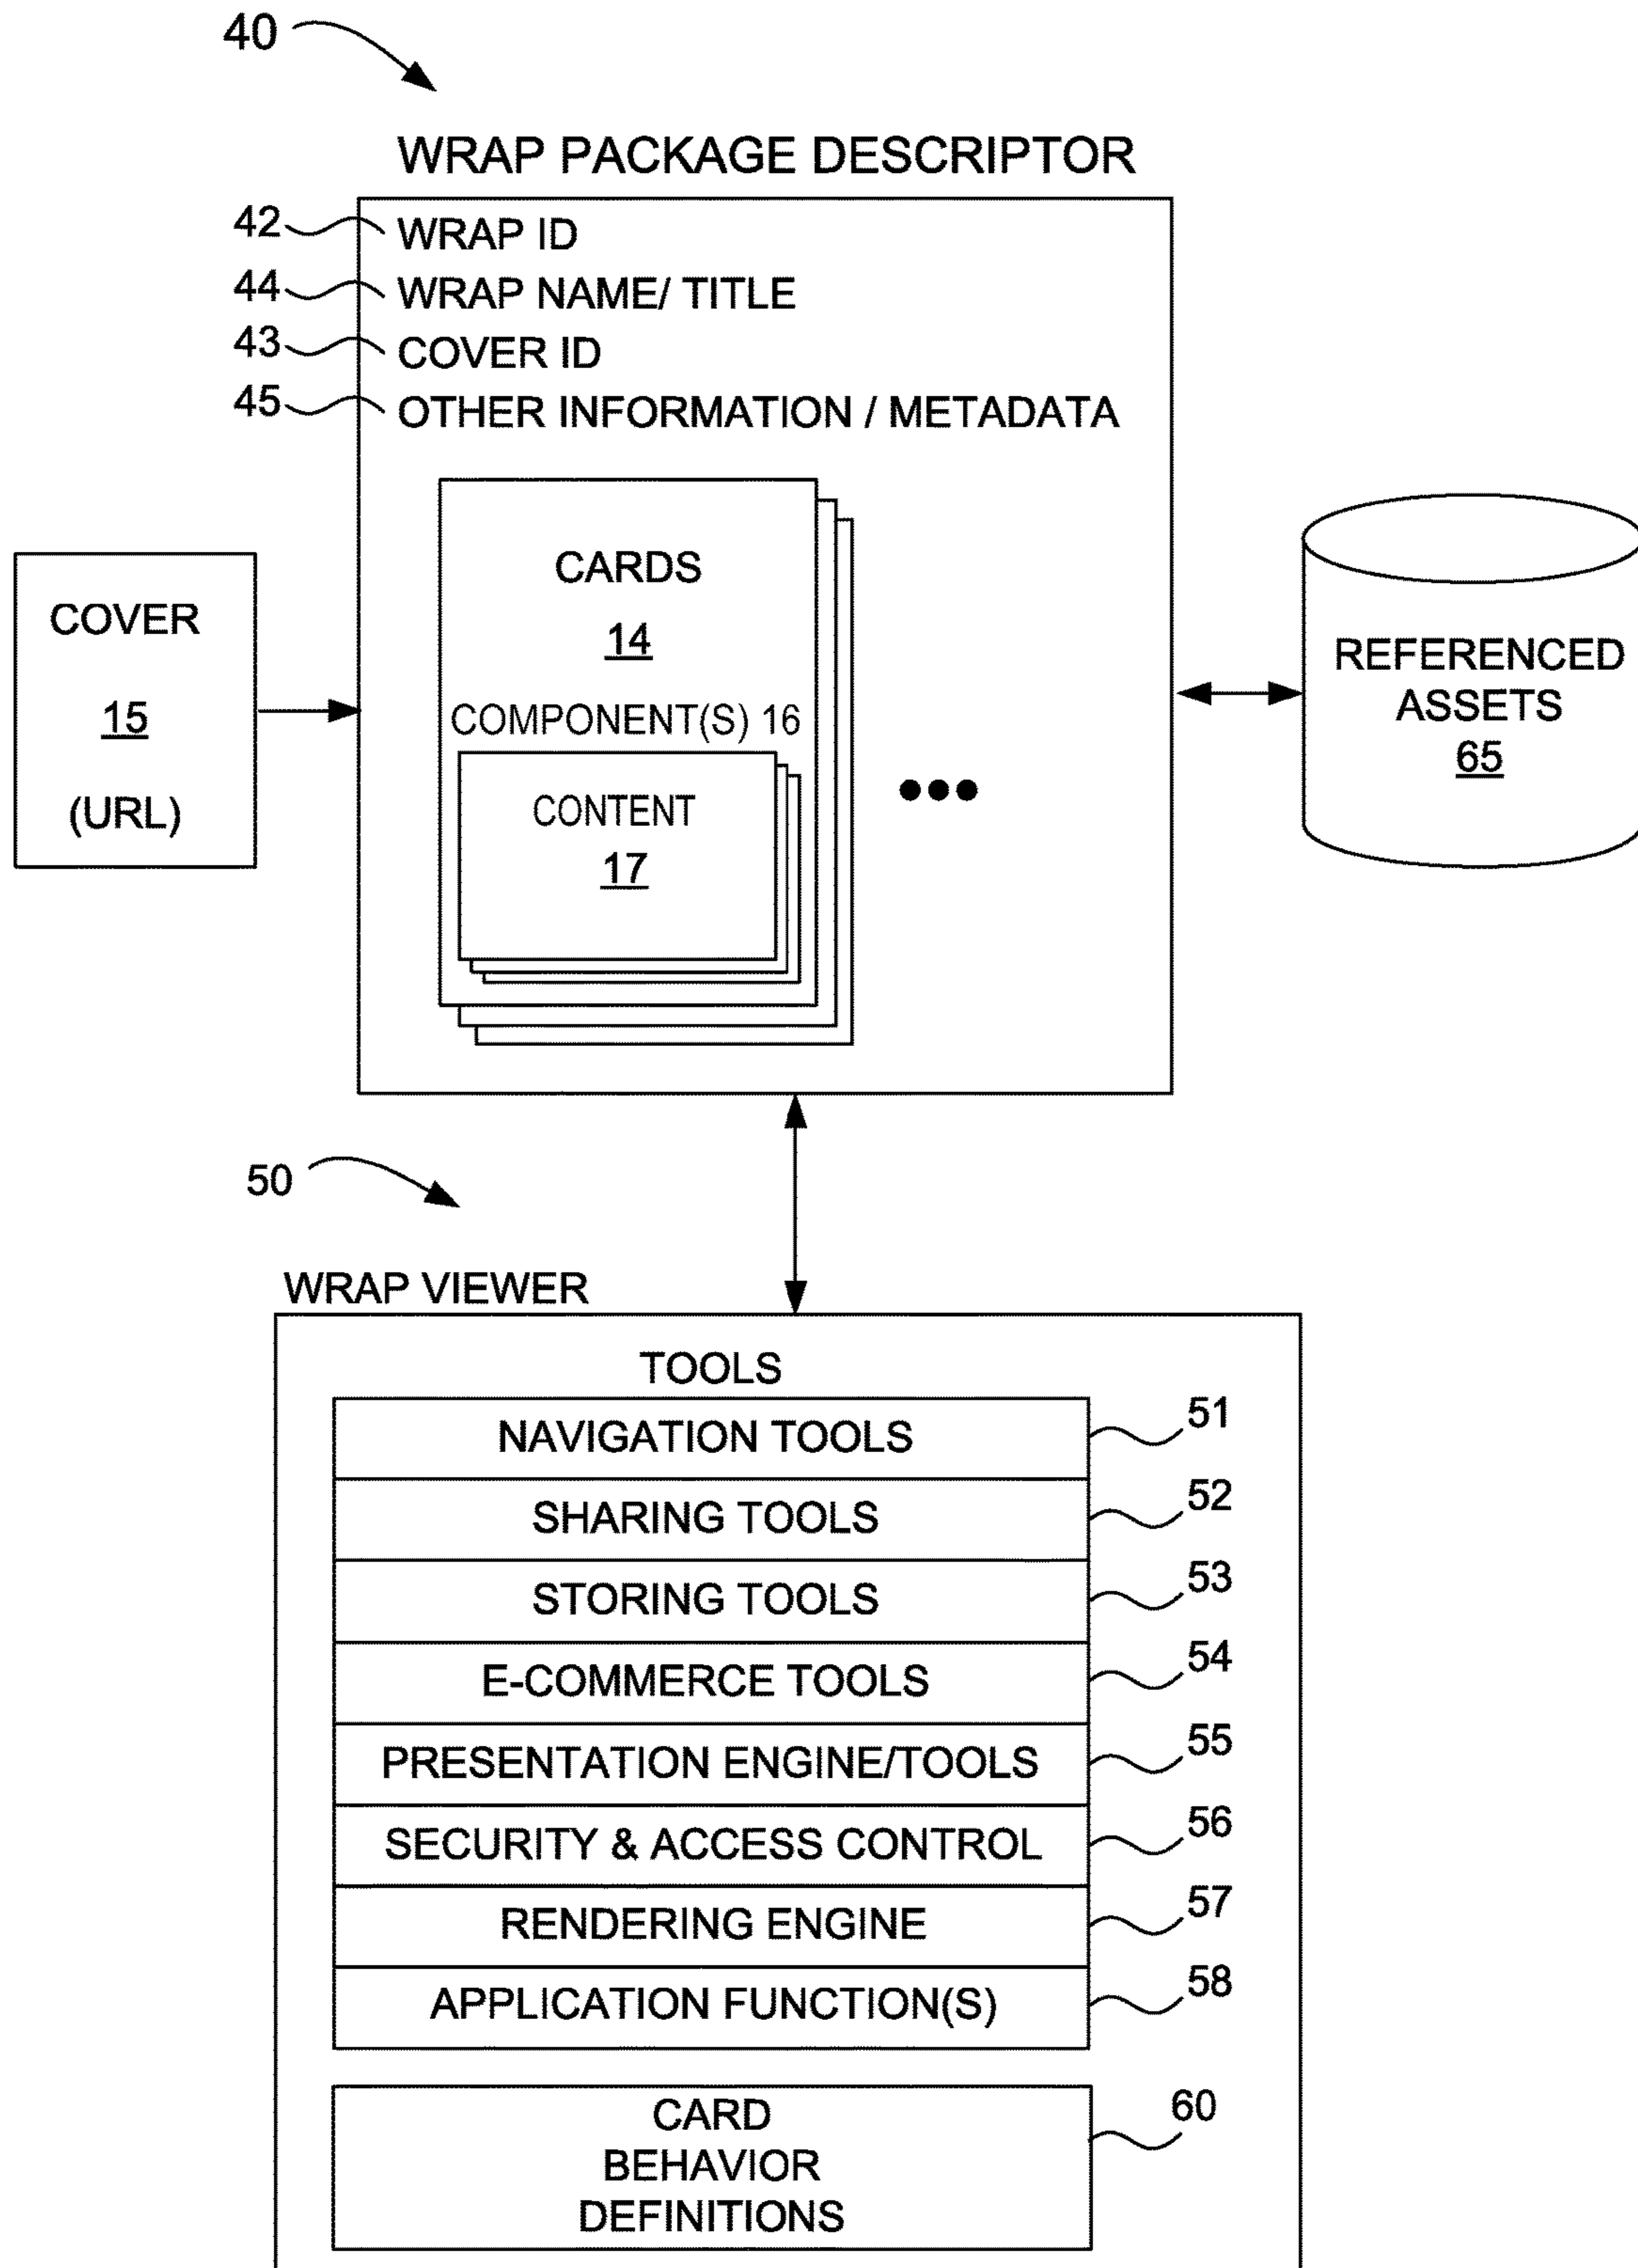 40
WRAP PACKAGE DESCRIPTOR
42 WRAP ID
44 WRAP NAME/ TITLE
43 COVER ID
45 OTHER INFORMATION / METADATA
COVER
15
(URL)
CARDS
14
COMPONENT(S) 16
CONTENT
17
REFERENCED
ASSETS
65
50
WRAP VIEWER
TOOLS
NAVIGATION TOOLS 51
SHARING TOOLS 52
STORING TOOLS 53
E-COMMERCE TOOLS 54
PRESENTATION ENGINE/TOOLS 55
SECURITY & ACCESS CONTROL 56
RENDERING ENGINE 57
APPLICATION FUNCTION(S) 58
CARD 60
BEHAVIOR
DEFINITIONS